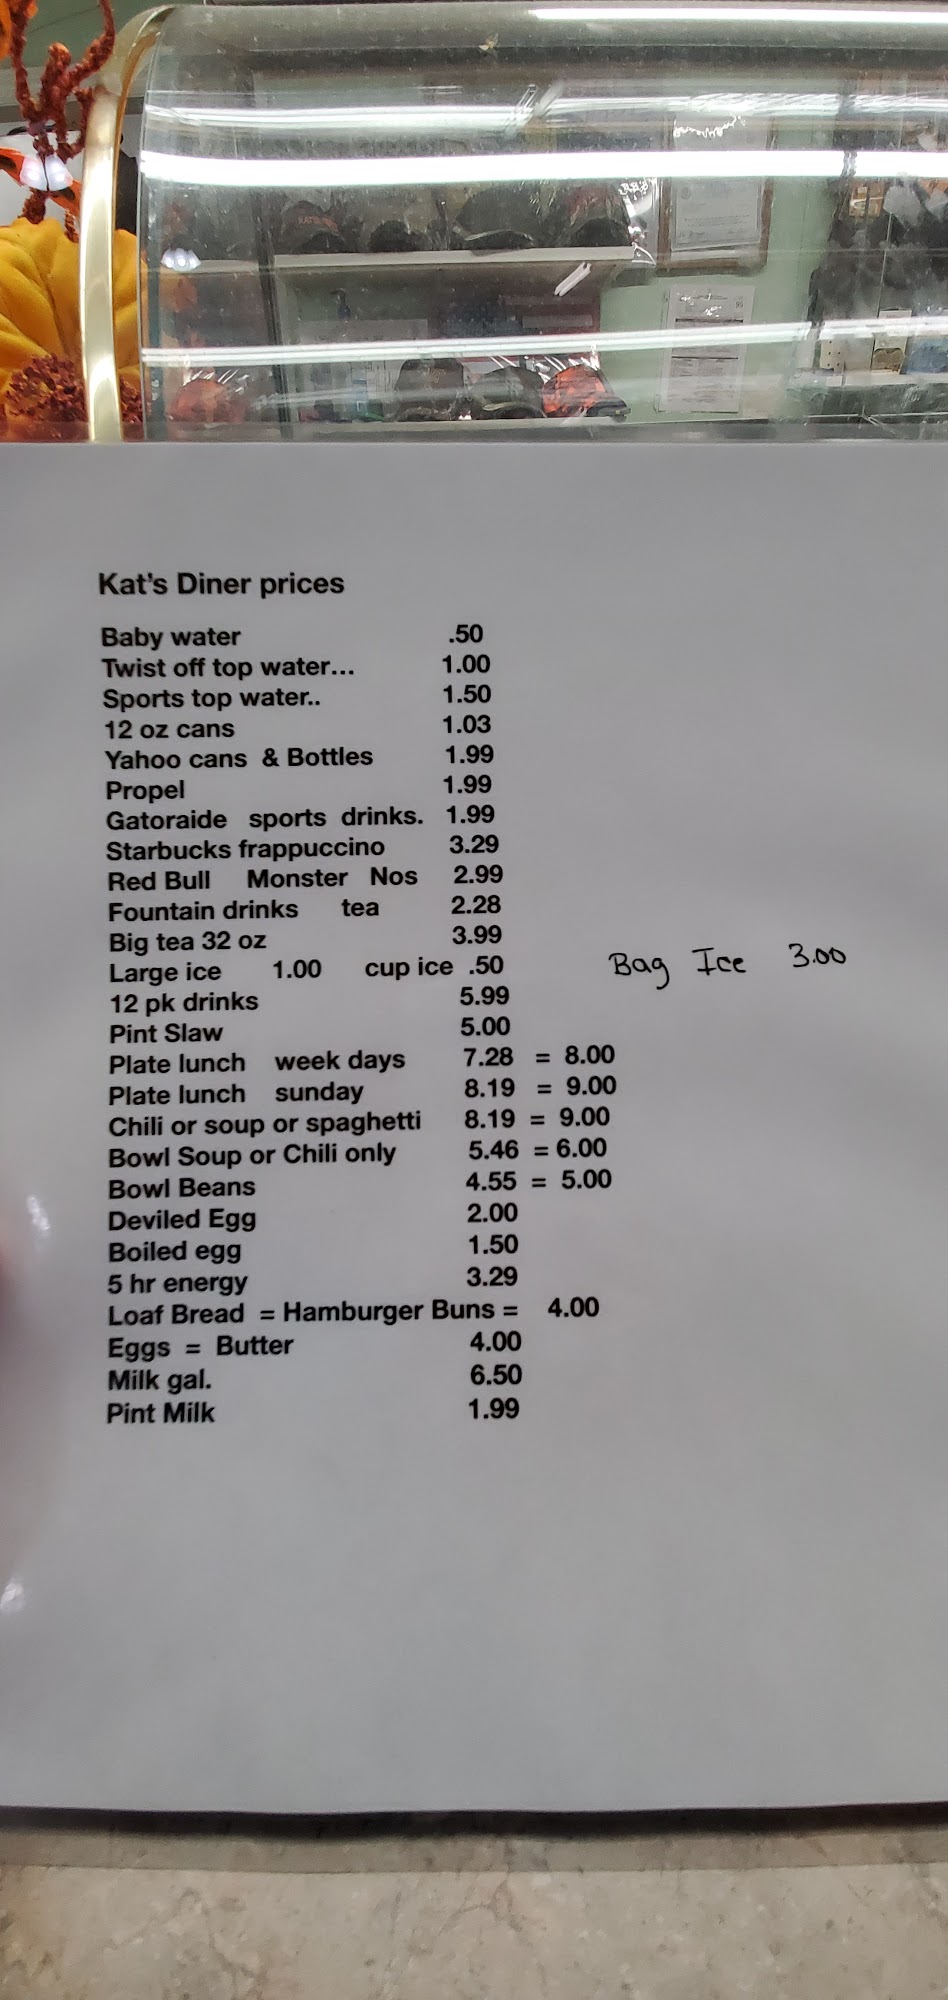 Kat's Diner prices
Baby water .50
Twist off top water... 1.00
Sports top water.. 1.50
12 oz cans 1.03
Yahoo cans & Bottles 1.99
Propel 1.99
Gatoraide sports drinks. 1.99
Starbucks frappuccino 3.29
Red Bull Monster Nos 2.99
Fountain drinks tea 2.28
Big tea 32 oz 3.99
Large ice 1.00 cup ice .50 Bag Ice 3.00
12 pk drinks 5.99
Pint Slaw 5.00
Plate lunch week days 7.28 = 8.00
Plate lunch sunday 8.19 = 9.00
Chili or soup or spaghetti 8.19 = 9.00
Bowl Soup or Chili only 5.46 = 6.00
Bowl Beans 4.55 = 5.00
Deviled Egg 2.00
Boiled egg 1.50
5 hr energy 3.29
Loaf Bread = Hamburger Buns = 4.00
Eggs = Butter 4.00
Milk gal. 6.50
Pint Milk 1.99